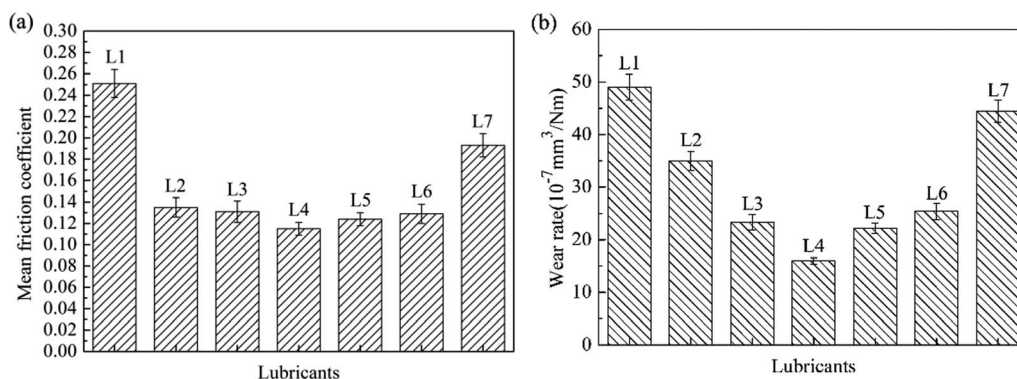 (a)
0.30
0.28
0.26
0.24
0.22
0.20
0.18
0.16
0.14
0.12
0.10
0.08
0.06
0.04
0.02
0.00
Mean friction coefficient
L1
L2
L3
L4
L5
L6
L7
Lubricants
(b)
60
50
40
30
20
10
0
Wear rate(10⁻⁷ mm³/Nm)
L1
L2
L3
L4
L5
L6
L7
Lubricants